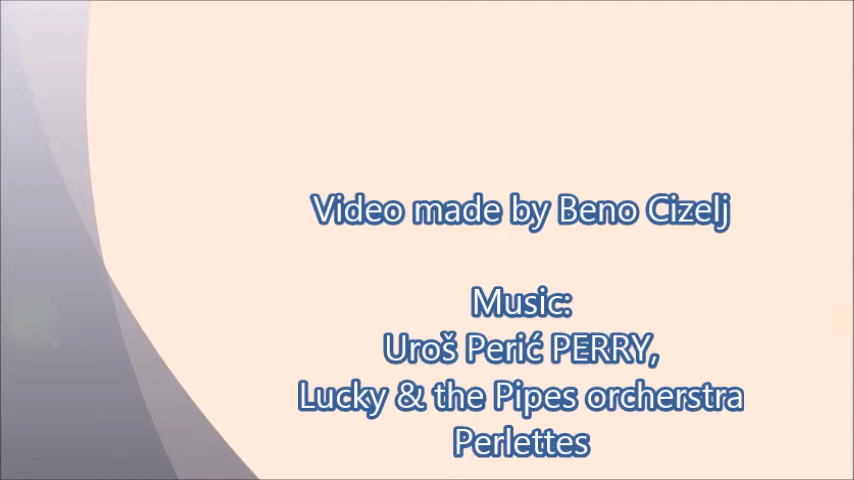 Video made by Beno Cizelj
Music:
Uroš Perić PERRY,
Lucky & the Pipes orcherstra
Perlettes